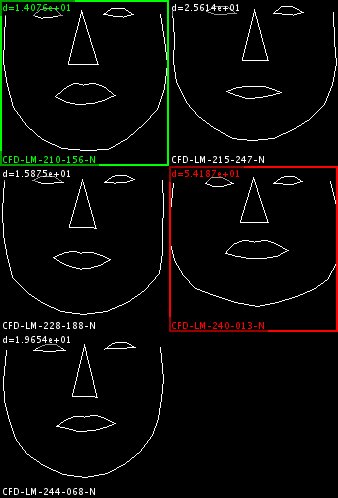 d=1.4076e+01
d=2.5614e+01
CFD-LM-210-156-N
CFD-LM-215-247-N
d=1.5875e+01
d=5.4187e+01
CFD-LM-228-188-N
CFD-LM-240-013-N
d=1.9654e+01
CFD-LM-244-068-N